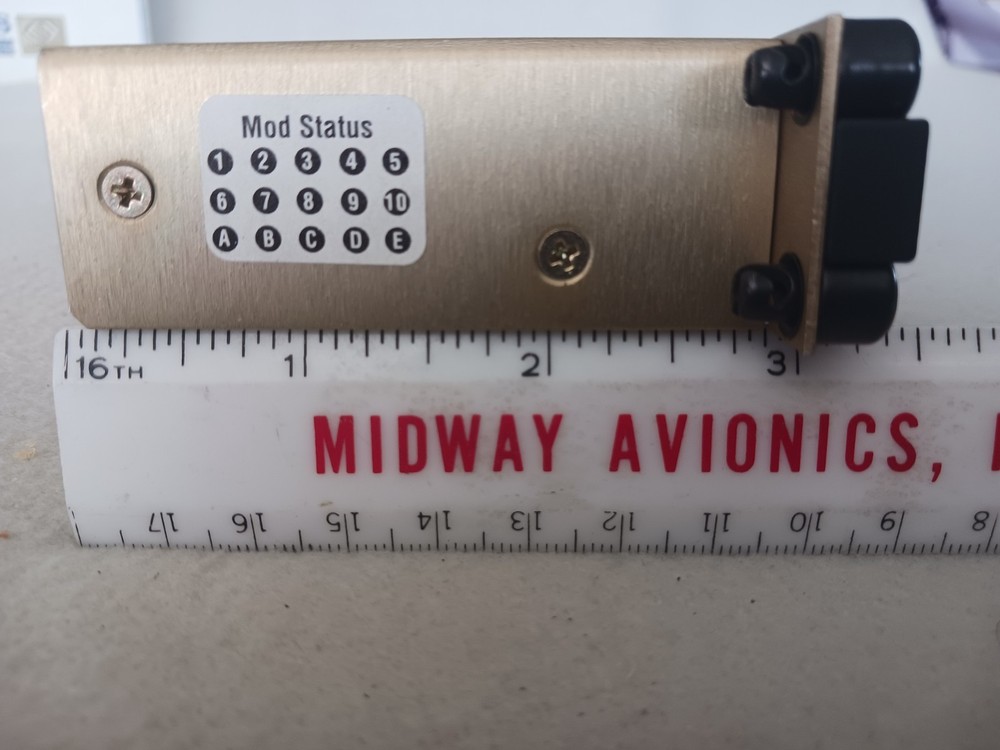 Mod Status
1 2 3 4 5
6 7 8 9 10
A B C D E
16TH 1 2 3
MIDWAY AVIONICS,
17 16 15 14 13 12 11 10 9 8